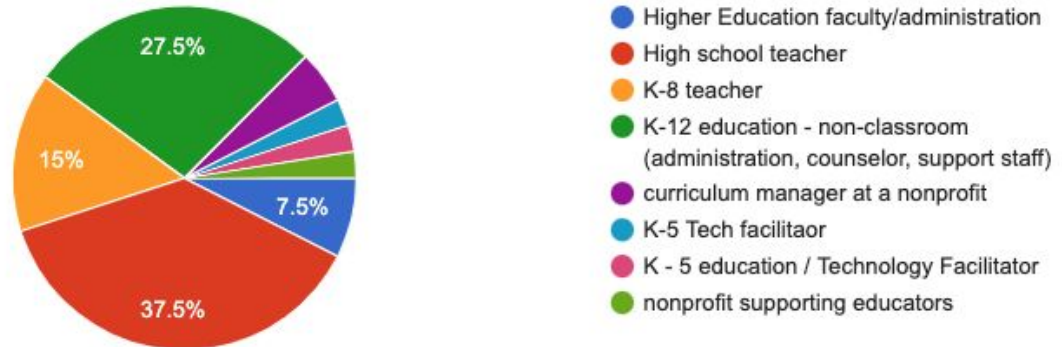 27.5%
15%
7.5%
37.5%
Higher Education faculty/administration
High school teacher
K-8 teacher
K-12 education - non-classroom
(administration, counselor, support staff)
curriculum manager at a nonprofit
K-5 Tech facilitaor
K - 5 education / Technology Facilitator
nonprofit supporting educators